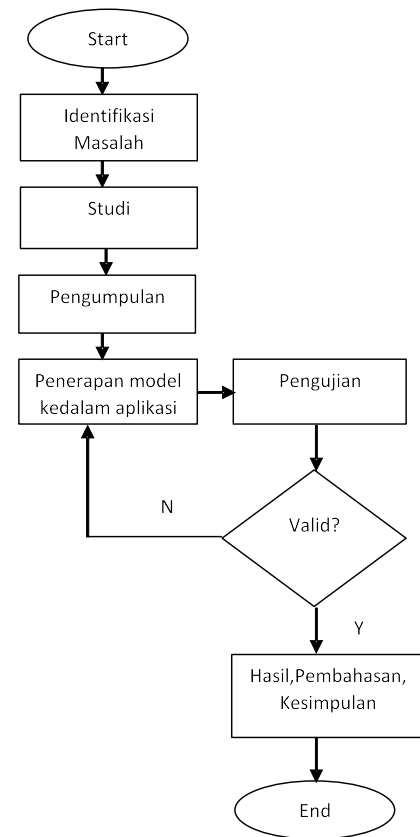 Start
Identifikasi
Masalah
Studi
Pengumpulan
Penerapan model
kedalam aplikasi
Pengujian
N
Valid?
Y
Hasil,Pembahasan,
Kesimpulan
End